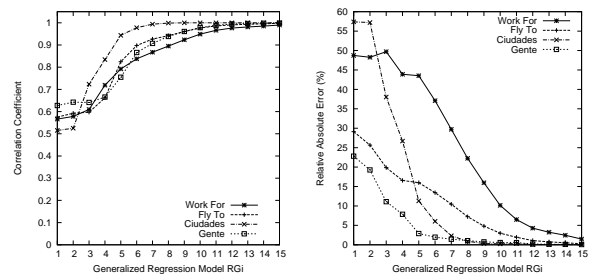 Correlation Coefficient
1
0.9
0.8
0.7
0.6
0.5
0.4
0.3
0.2
0.1
0
Work For
Fly To
Ciudades
Gente
1 2 3 4 5 6 7 8 9 10 11 12 13 14 15
Generalized Regression Model RGi
Relative Absolute Error (%)
60
55
50
45
40
35
30
25
20
15
10
5
0
Work For
Fly To
Ciudades
Gente
1 2 3 4 5 6 7 8 9 10 11 12 13 14 15
Generalized Regression Model RGi